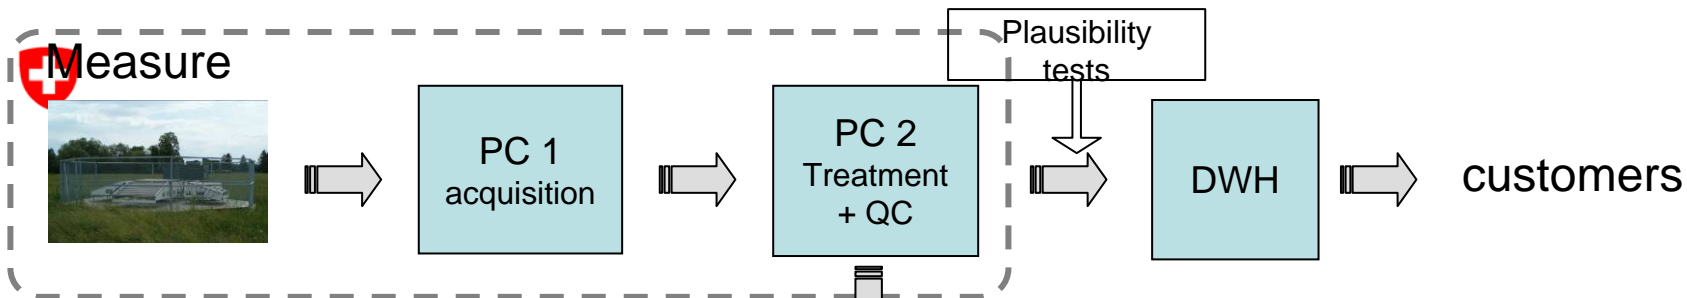 Measure
PC 1
acquisition
PC 2
Treatment
+ QC
Plausibility
tests
DWH
customers